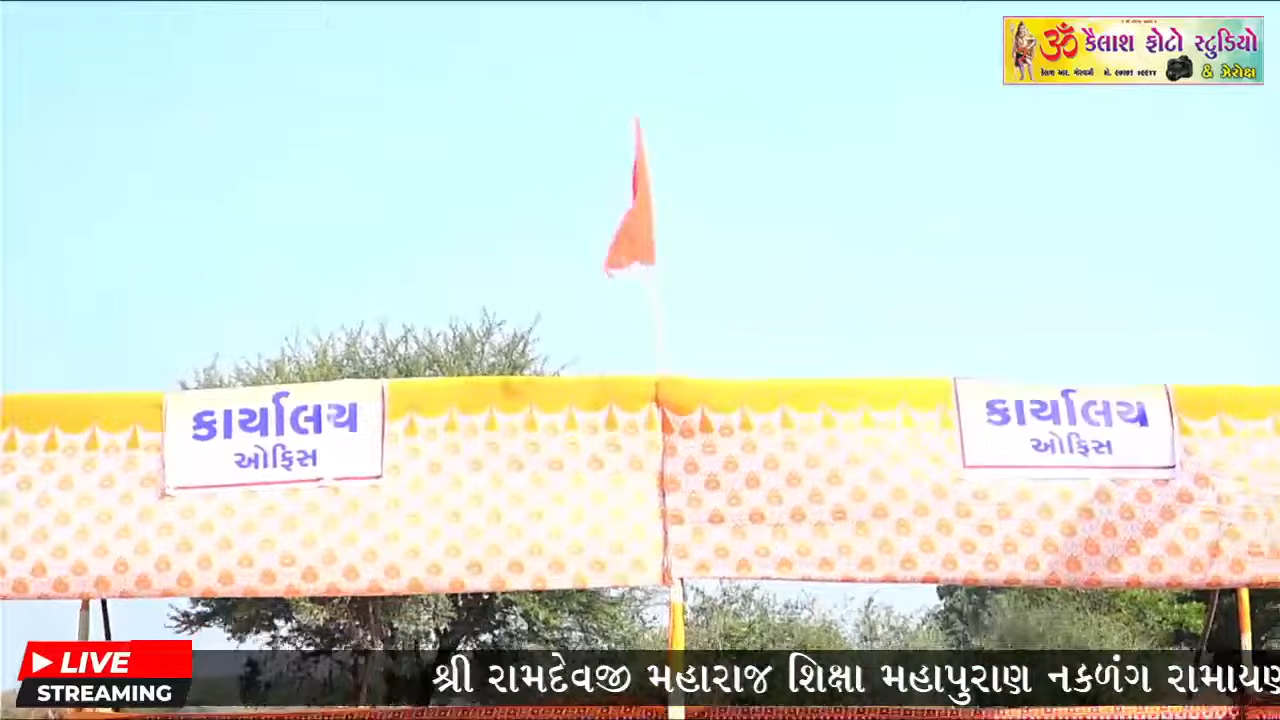 ૐ કૈલાશ ફોટો સ્ટુડિયો
& ઝેરોક્ષ
કાર્યાલય
ઓફિસ
કાર્યાલય
ઓફિસ
LIVE
STREAMING
શ્રી રામદેવજી મહારાજ શિક્ષા મહાપુરાણ નકળંગ રામાયણ